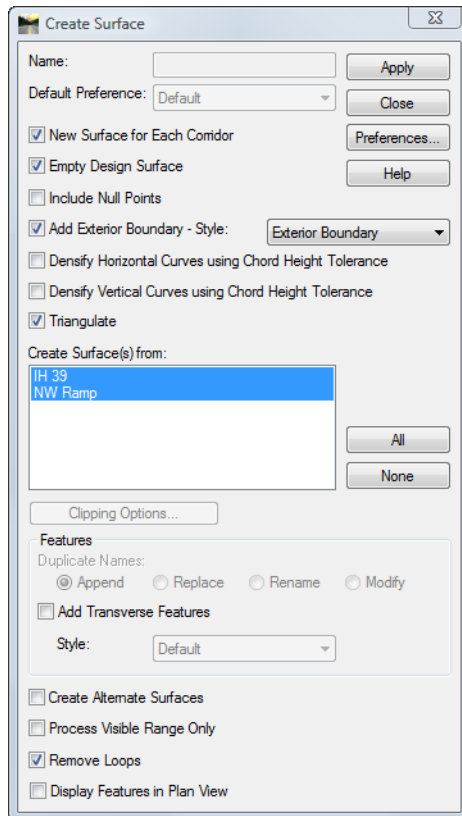 Create Surface
Name:
Apply
Default Preference: Default
Close
New Surface for Each Corridor
Preferences...
Empty Design Surface
Help
Include Null Points
Add Exterior Boundary - Style: Exterior Boundary
Densify Horizontal Curves using Chord Height Tolerance
Densify Vertical Curves using Chord Height Tolerance
Triangulate
Create Surface(s) from:
IH 39
NW Ramp
All
None
Clipping Options...
Features
Duplicate Names:
Append Replace Rename Modify
Add Transverse Features
Style: Default
Create Alternate Surfaces
Process Visible Range Only
Remove Loops
Display Features in Plan View